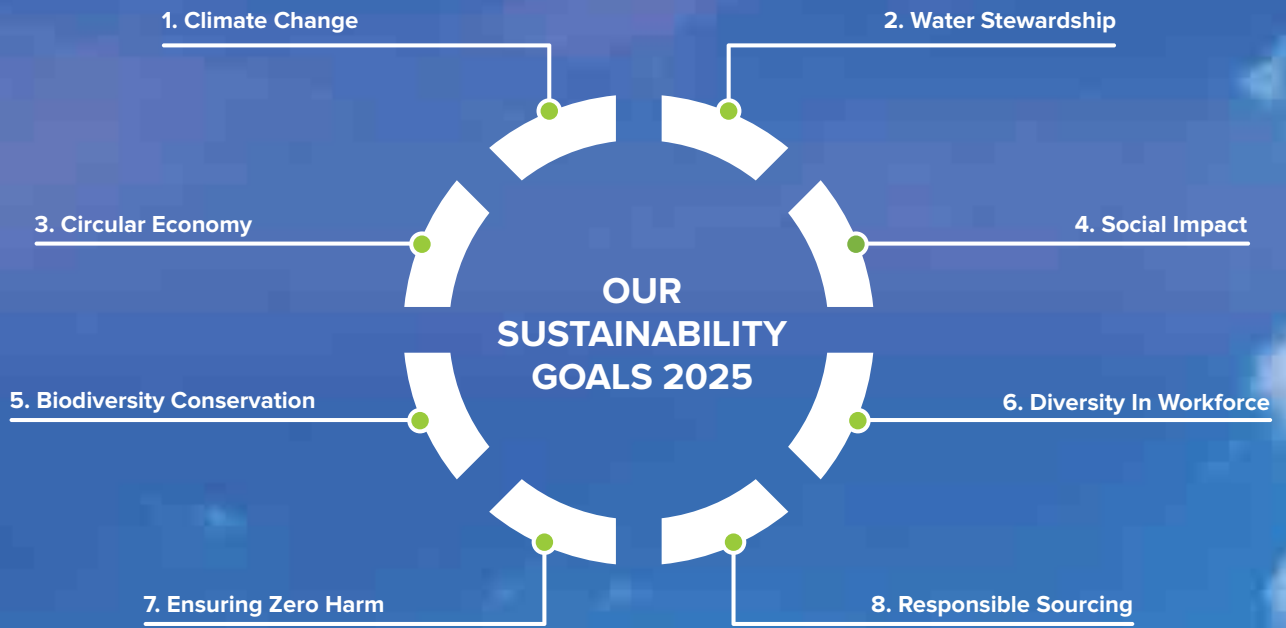 1. Climate Change
2. Water Stewardship
3. Circular Economy
4. Social Impact
OUR
SUSTAINABILITY
GOALS 2025
5. Biodiversity Conservation
6. Diversity In Workforce
7. Ensuring Zero Harm
8. Responsible Sourcing